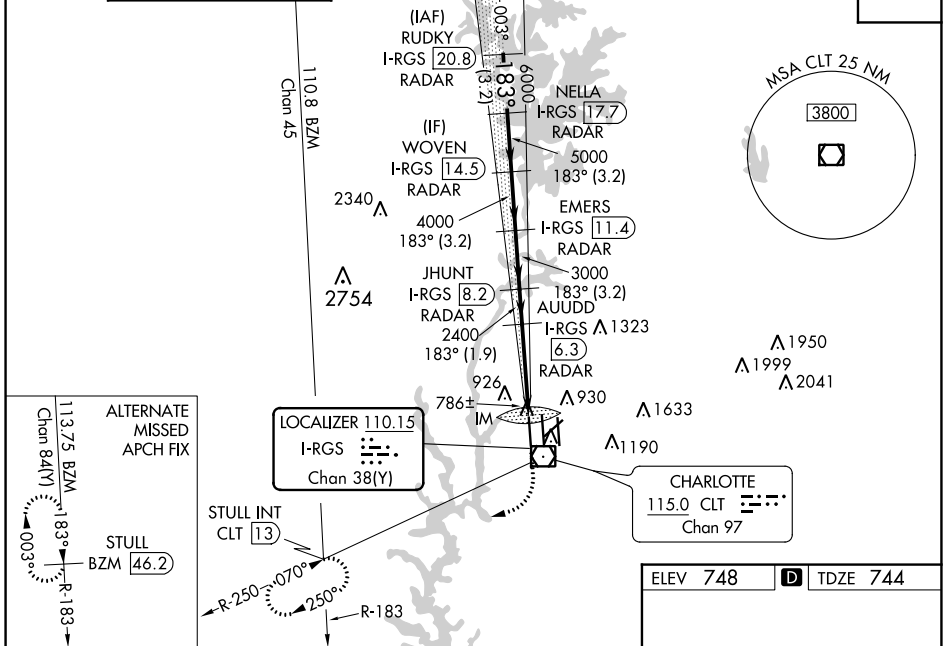 (IAF)
RUDKY
I-RGS 20.8
RADAR
003°
183°
(3.2)
6000
110.8 BZM
Chan 45
NELLA
I-RGS 17.7
RADAR
MSA CLT 25 NM
3800
(IF)
WOVEN
I-RGS 14.5
RADAR
5000
183° (3.2)
2340
4000
183° (3.2)
EMERS
I-RGS 11.4
RADAR
2754
JHUNT
I-RGS 8.2
RADAR
3000
183° (3.2)
2400
183° (1.9)
AUUDD
I-RGS
6.3
RADAR
1323
1950
1999
2041
926
786±
IM
930
1633
1190
LOCALIZER 110.15
I-RGS
Chan 38(Y)
CHARLOTTE
115.0 CLT
Chan 97
ALTERNATE
MISSED
APCH FIX
113.75 BZM
Chan 84(Y)
183°
003°
STULL
BZM 46.2
R-183
STULL INT
CLT 13
R-250
070°
250°
R-183
ELEV 748 D TDZE 744